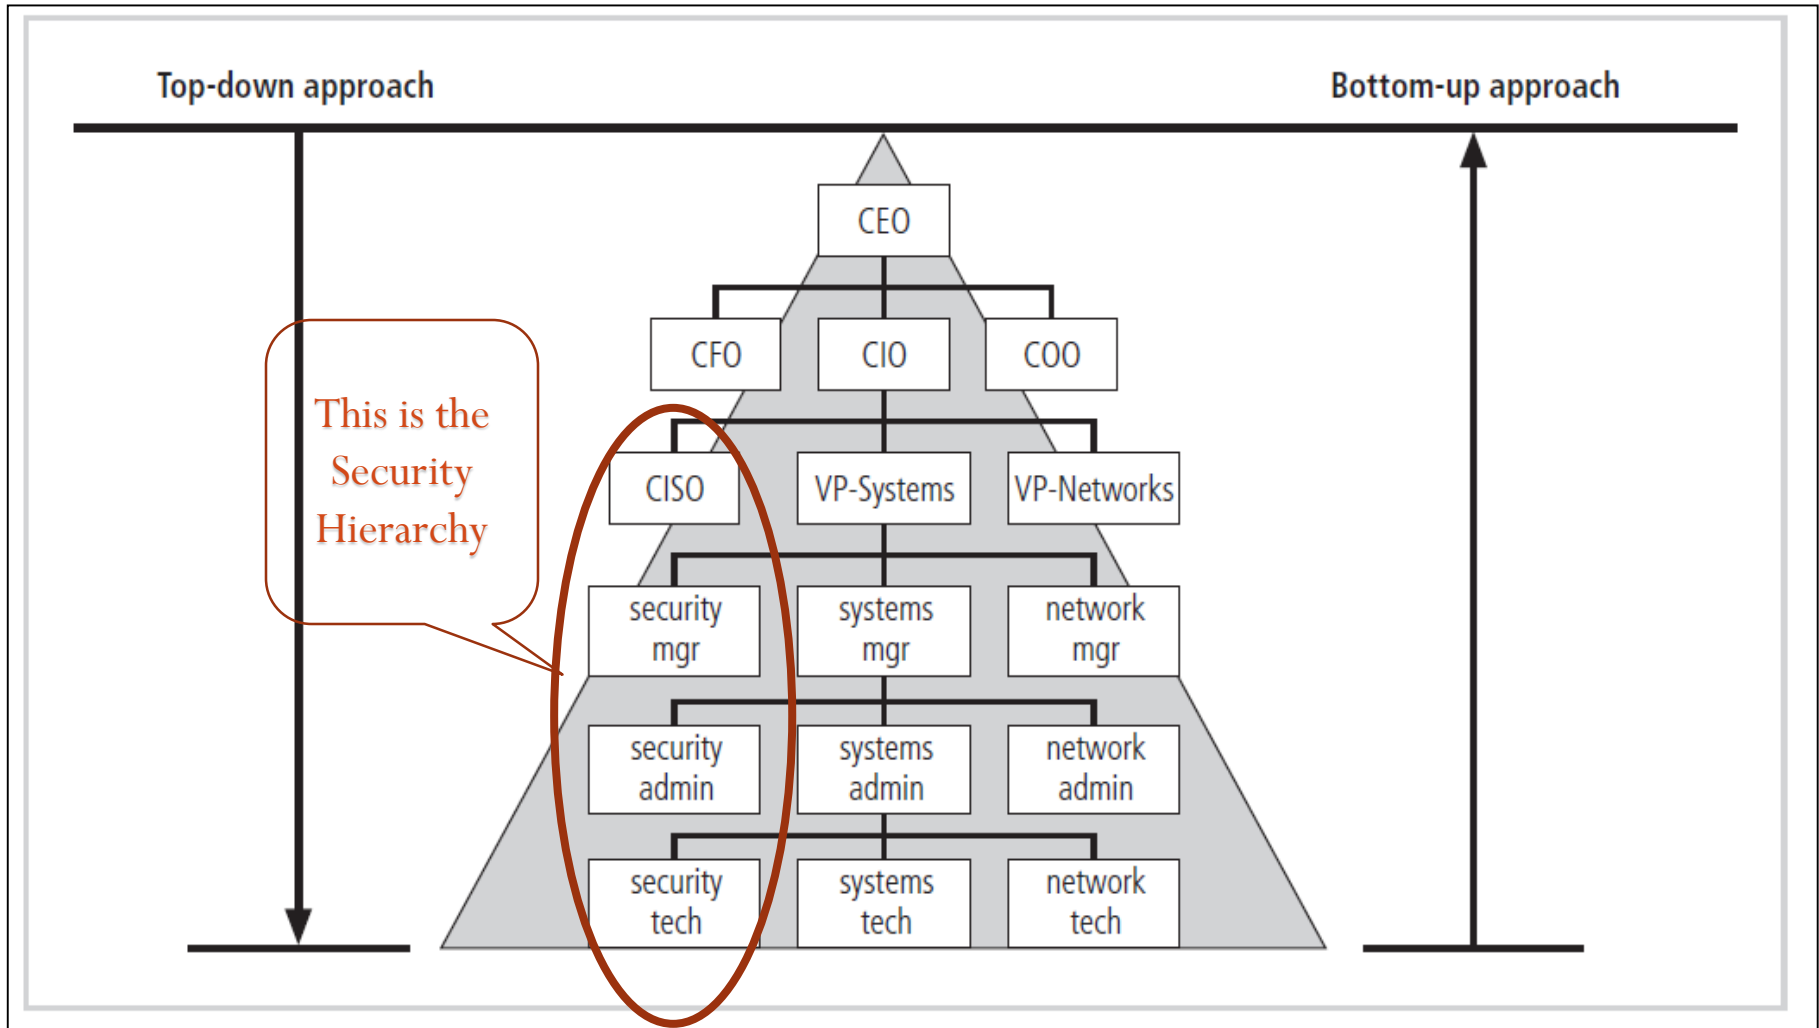 Top-down approach
Bottom-up approach
CEO
CFO
CIO
COO
This is the
Security
Hierarchy
CISO
VP-Systems
VP-Networks
security
mgr
systems
mgr
network
mgr
security
admin
systems
admin
network
admin
security
tech
systems
tech
network
tech